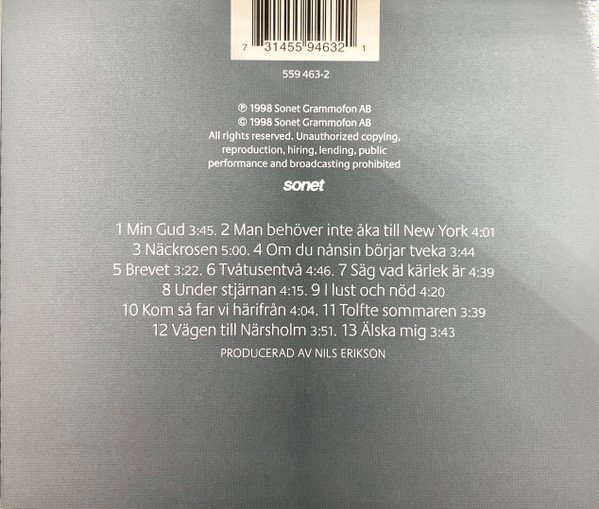 7 31455 94632 1
559 463-2
℗ 1998 Sonet Grammofon AB
© 1998 Sonet Grammofon AB
All rights reserved. Unauthorized copying,
reproduction, hiring, lending, public
performance and broadcasting prohibited
sonet
1 Min Gud 3:45. 2 Man behöver inte åka till New York 4:01
3 Näckrosen 5:00. 4 Om du nånsin börjar tveka 3:44
5 Brevet 3:22. 6 Tvåtusentvå 4:46. 7 Säg vad kärlek är 4:39
8 Under stjärnan 4:15. 9 I lust och nöd 4:20
10 Kom så far vi härifrån 4:04. 11 Tolfte sommaren 3:39
12 Vägen till Närsholm 3:51. 13 Älska mig 3:43
PRODUCERAD AV NILS ERIKSON